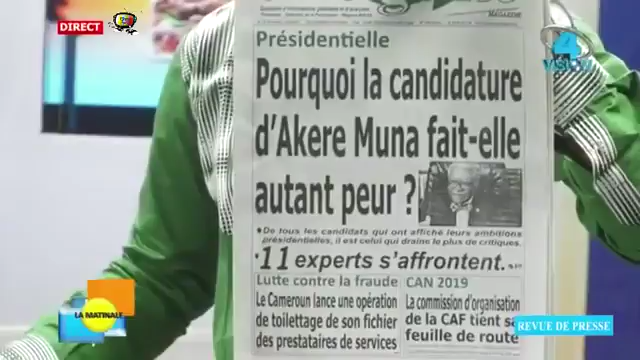 DIRECT
MAGAZINE
4
VISION
Présidentielle
Pourquoi la candidature
d’Akere Muna fait-elle
autant peur ?
●De tous les candidats qui ont affiché leurs ambitions
présidentielles, il est celui qui draine le plus de critiques.
·11 experts s’affrontent.
Lutte contre la fraude
Le Cameroun lance une opération
de toilettage de son fichier
des prestataires de services
CAN 2019
La commission d’organisation
de la CAF tient sa
feuille de route
LA MATINALE
REVUE DE PRESSE